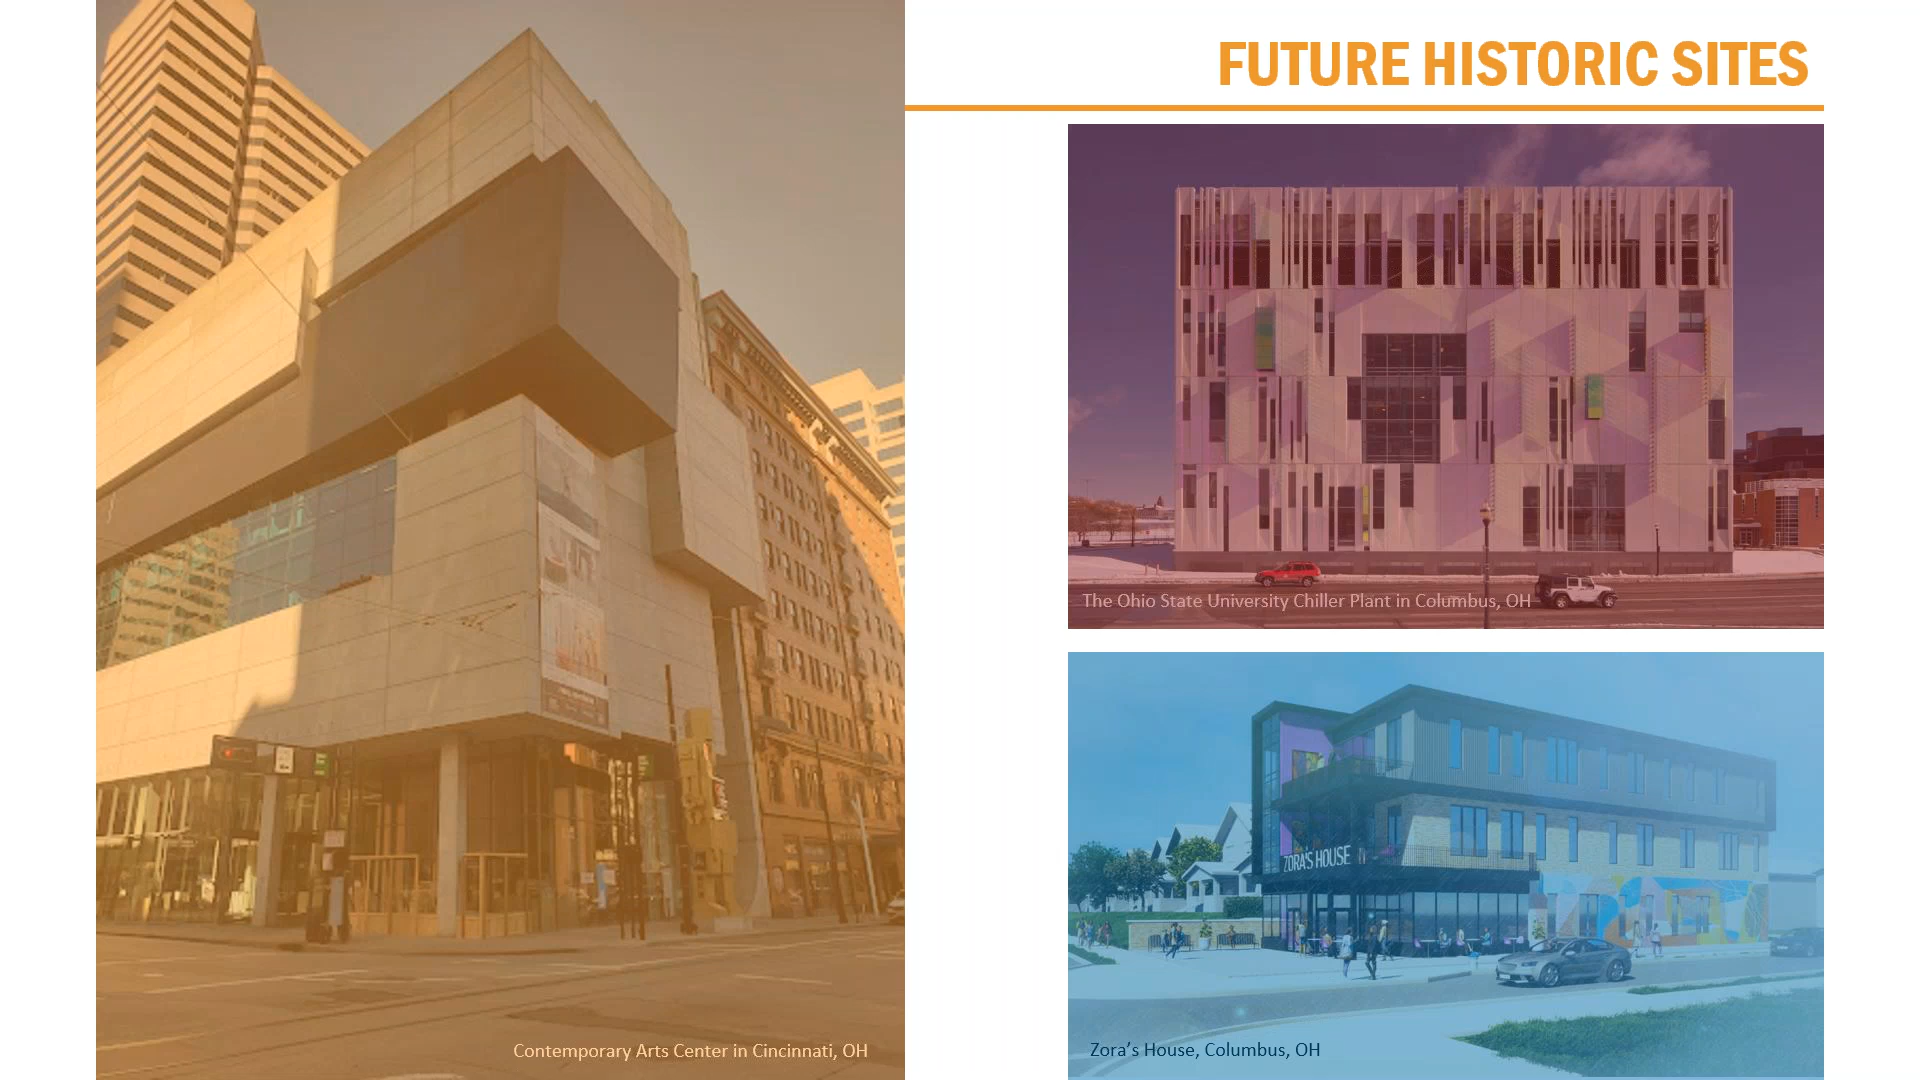 FUTURE HISTORIC SITES
The Ohio State University Chiller Plant in Columbus, OH
ZORA'S HOUSE
Contemporary Arts Center in Cincinnati, OH
Zora’s House, Columbus, OH